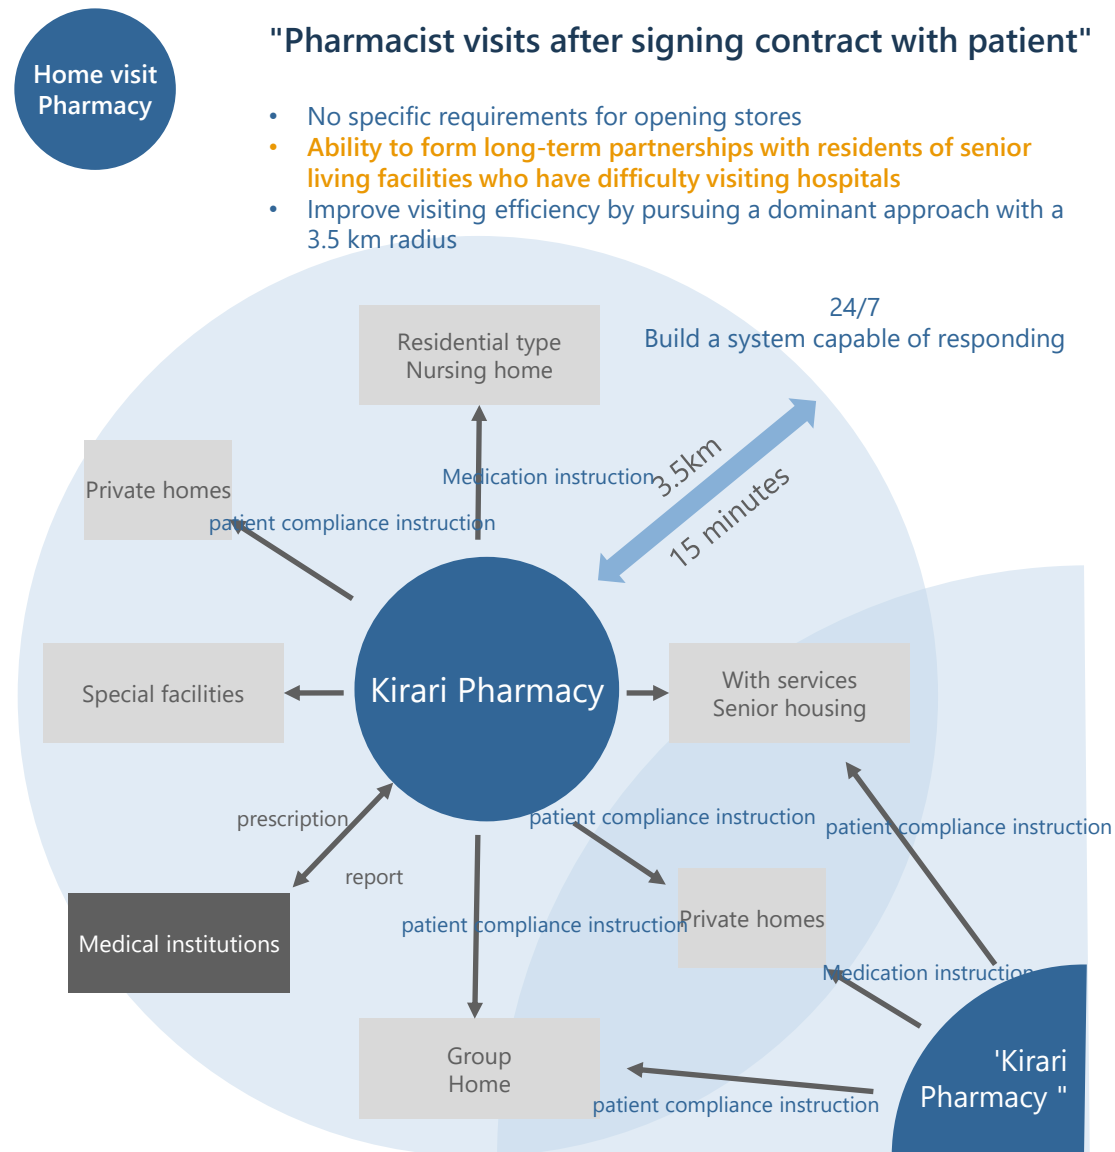 Home visit
Pharmacy
"Pharmacist visits after signing contract with patient"
• No specific requirements for opening stores
• Ability to form long-term partnerships with residents of senior
living facilities who have difficulty visiting hospitals
• Improve visiting efficiency by pursuing a dominant approach with a
3.5 km radius
24/7
Build a system capable of responding
Residential type
Nursing home
3.5km
15 minutes
Medication instruction
Private homes
patient compliance instruction
Special facilities
Kirari Pharmacy
With services
Senior housing
prescription
report
patient compliance instruction
patient compliance instruction
Medical institutions
patient compliance instruction
Private homes
Medication instruction
Group
Home
'Kirari
Pharmacy "
patient compliance instruction